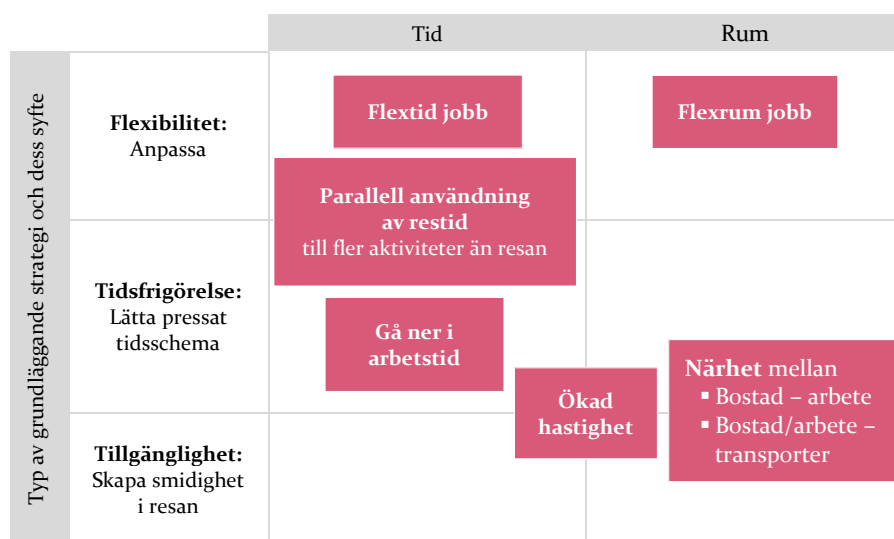 Tid
Rum
Typ av grundläggande strategi och dess syfte
Flexibilitet:
Anpassa
Flextid jobb
Flexrum jobb
Parallell användning
av restid
till fler aktiviteter än resan
Tidsfrigörelse:
Lätta pressat
tidsschema
Gå ner i
arbetstid
Ökad
hastighet
Närhet mellan
▪ Bostad – arbete
▪ Bostad/arbete –
transporter
Tillgänglighet:
Skapa smidighet
i resan